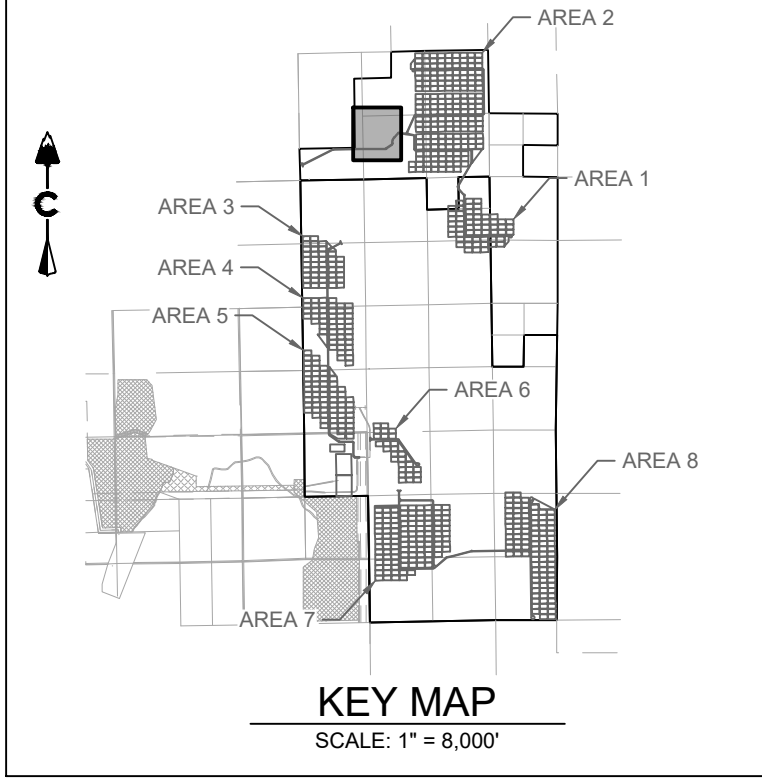 AREA 2
AREA 1
AREA 3
AREA 4
AREA 5
AREA 6
AREA 8
AREA 7
KEY MAP
SCALE: 1" = 8,000'